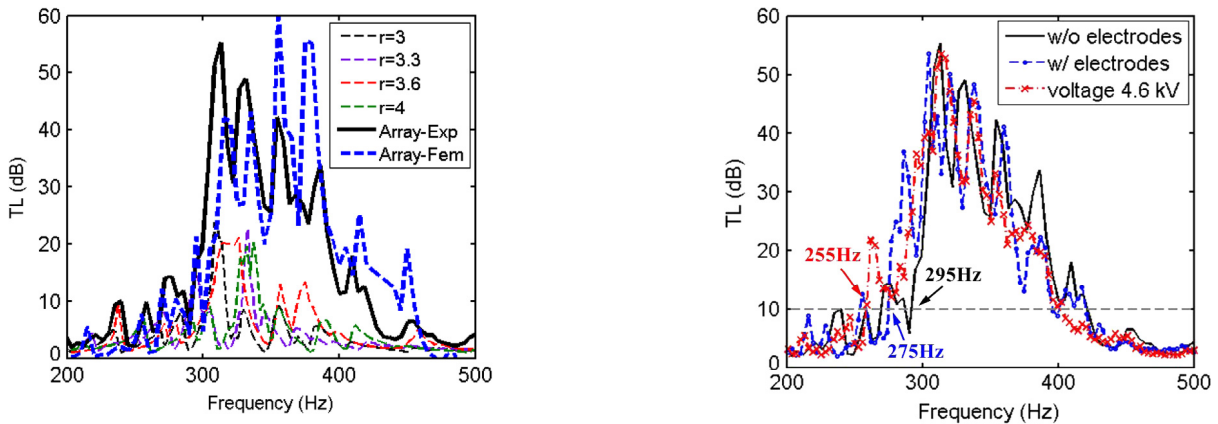 60
50
40
30
20
10
0
TL (dB)
200
300
400
500
Frequency (Hz)
r=3
r=3.3
r=3.6
r=4
Array-Exp
Array-Fem
60
50
40
30
20
10
0
TL (dB)
200
300
400
500
Frequency (Hz)
w/o electrodes
w/ electrodes
voltage 4.6 kV
255Hz
295Hz
275Hz